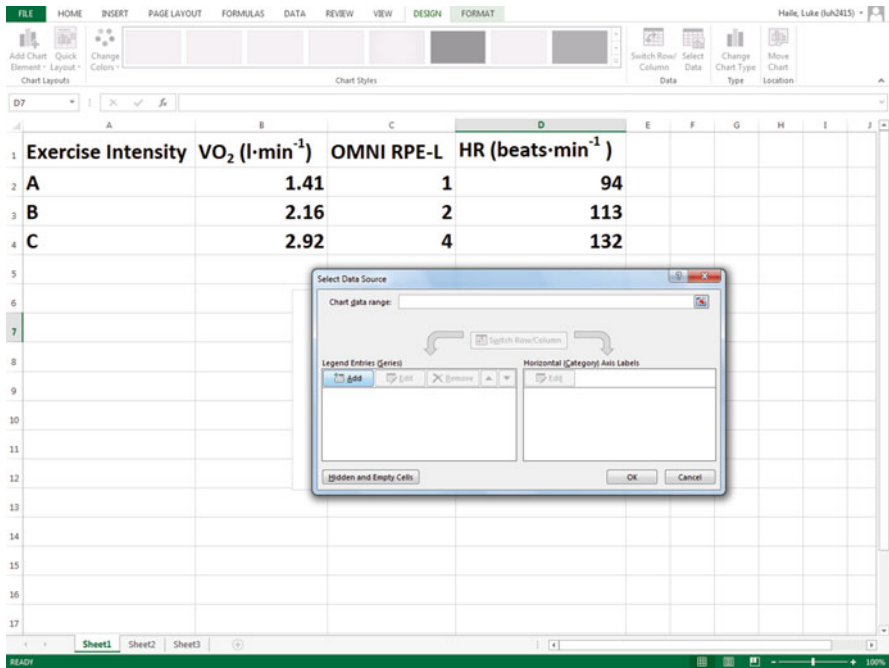 FILE HOME INSERT PAGE LAYOUT FORMULAS DATA REVIEW VIEW DESIGN FORMAT Haile, Luke (luh2415)
Add Chart Element Quick Layout Change Colors Switch Row/ Column Select Data Change Chart Type Move Chart
Chart Layouts Chart Styles Data Type Location
D7 fx
A B C D E F G H I J
1 Exercise Intensity VO₂ (l·min⁻¹) OMNI RPE-L HR (beats·min⁻¹ )
2 A 1.41 1 94
3 B 2.16 2 113
4 C 2.92 4 132
5
Select Data Source
6
Chart data range:
7
Switch Row/Column
8
Legend Entries (Series) Horizontal (Category) Axis Labels
Add Edit Remove Edit
9
10
11
12
Hidden and Empty Cells OK Cancel
13
14
15
16
17
Sheet1 Sheet2 Sheet3
READY 100%